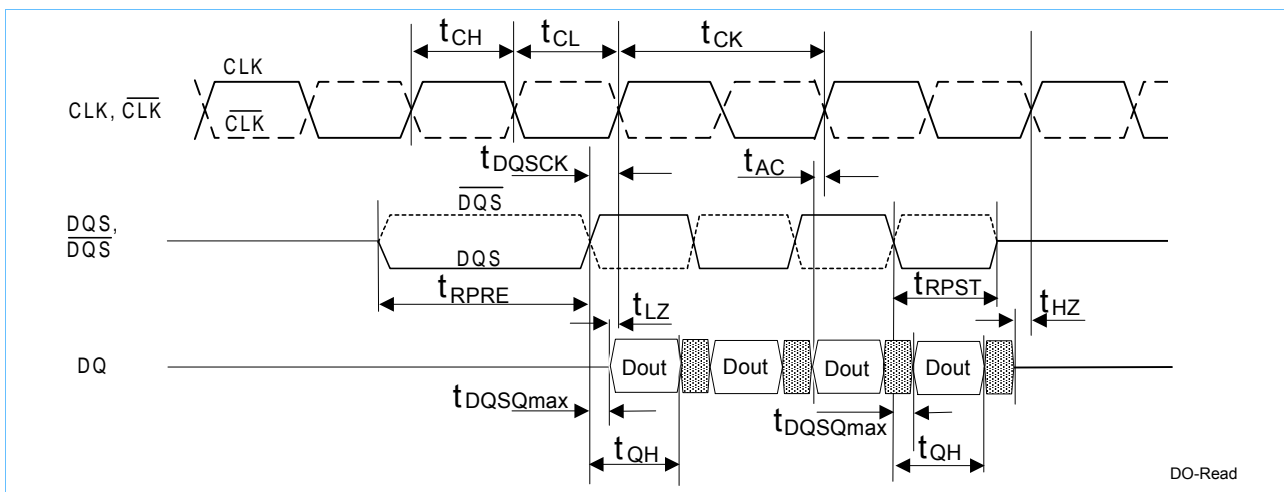 tCH tCL tCK
CLK
CLK, CLK
CLK
tDQSCK tAC
DQS
DQS,
DQS
DQS
tRPRE tRPST
tLZ tHZ
DQ Dout Dout Dout Dout
tDQSQmax tDQSQmax
tQH tQH
DO-Read